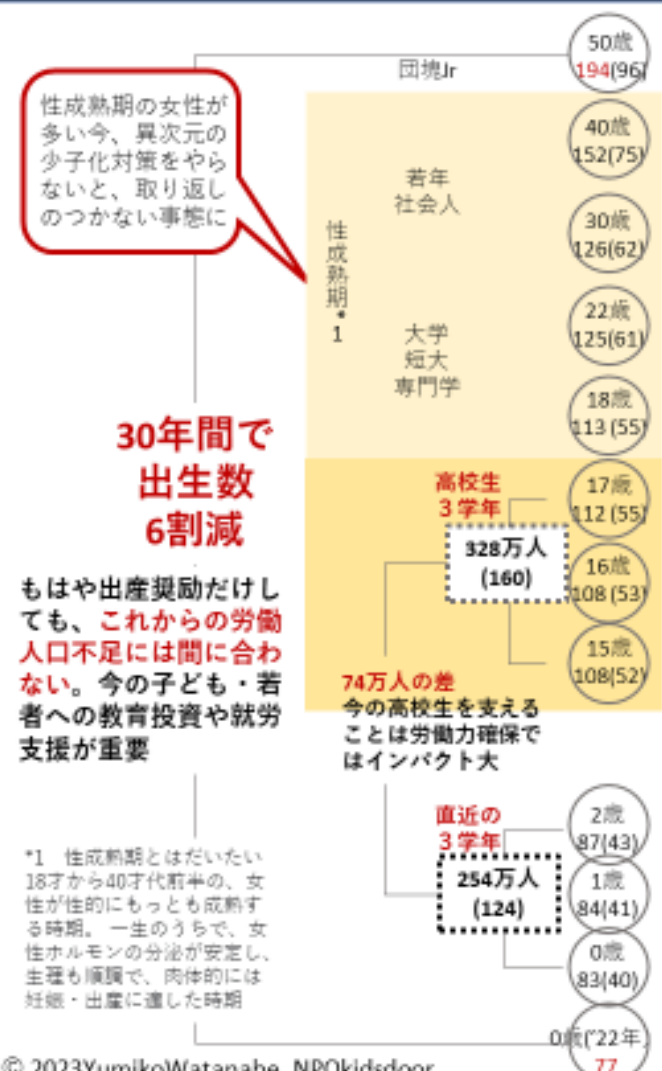 50歳
194(96)
団塊Jr
性成熟期の女性が
多い今、異次元の
少子化対策をやら
ないと、取り返し
のつかない事態に
40歳
152(75)
若年
社会人
30歳
126(62)
性成熟期*1
22歳
125(61)
大学
短大
専門学
18歳
113(55)
30年間で
出生数
6割減
高校生
3学年
17歳
112(55)
328万人
(160)
16歳
108(53)
15歳
108(52)
もはや出産奨励だけし
ても、これからの労働
人口不足には間に合わ
ない。今の子ども・若
者への教育投資や就労
支援が重要
74万人の差
今の高校生を支える
ことは労働力確保で
はインパクト大
直近の
3学年
2歳
87(43)
254万人
(124)
1歳
84(41)
0歳
83(40)
*1 性成熟期とはだいたい
18才から40才代前半の、女
性が性的にもっとも成熟す
る時期。一生のうちで、女
性ホルモンの分泌が安定し、
生理も順調で、肉体的には
妊娠・出産に適した時期
0歳('22年)
77
© 2023YumikoWatanabe, NPOkidsdoor